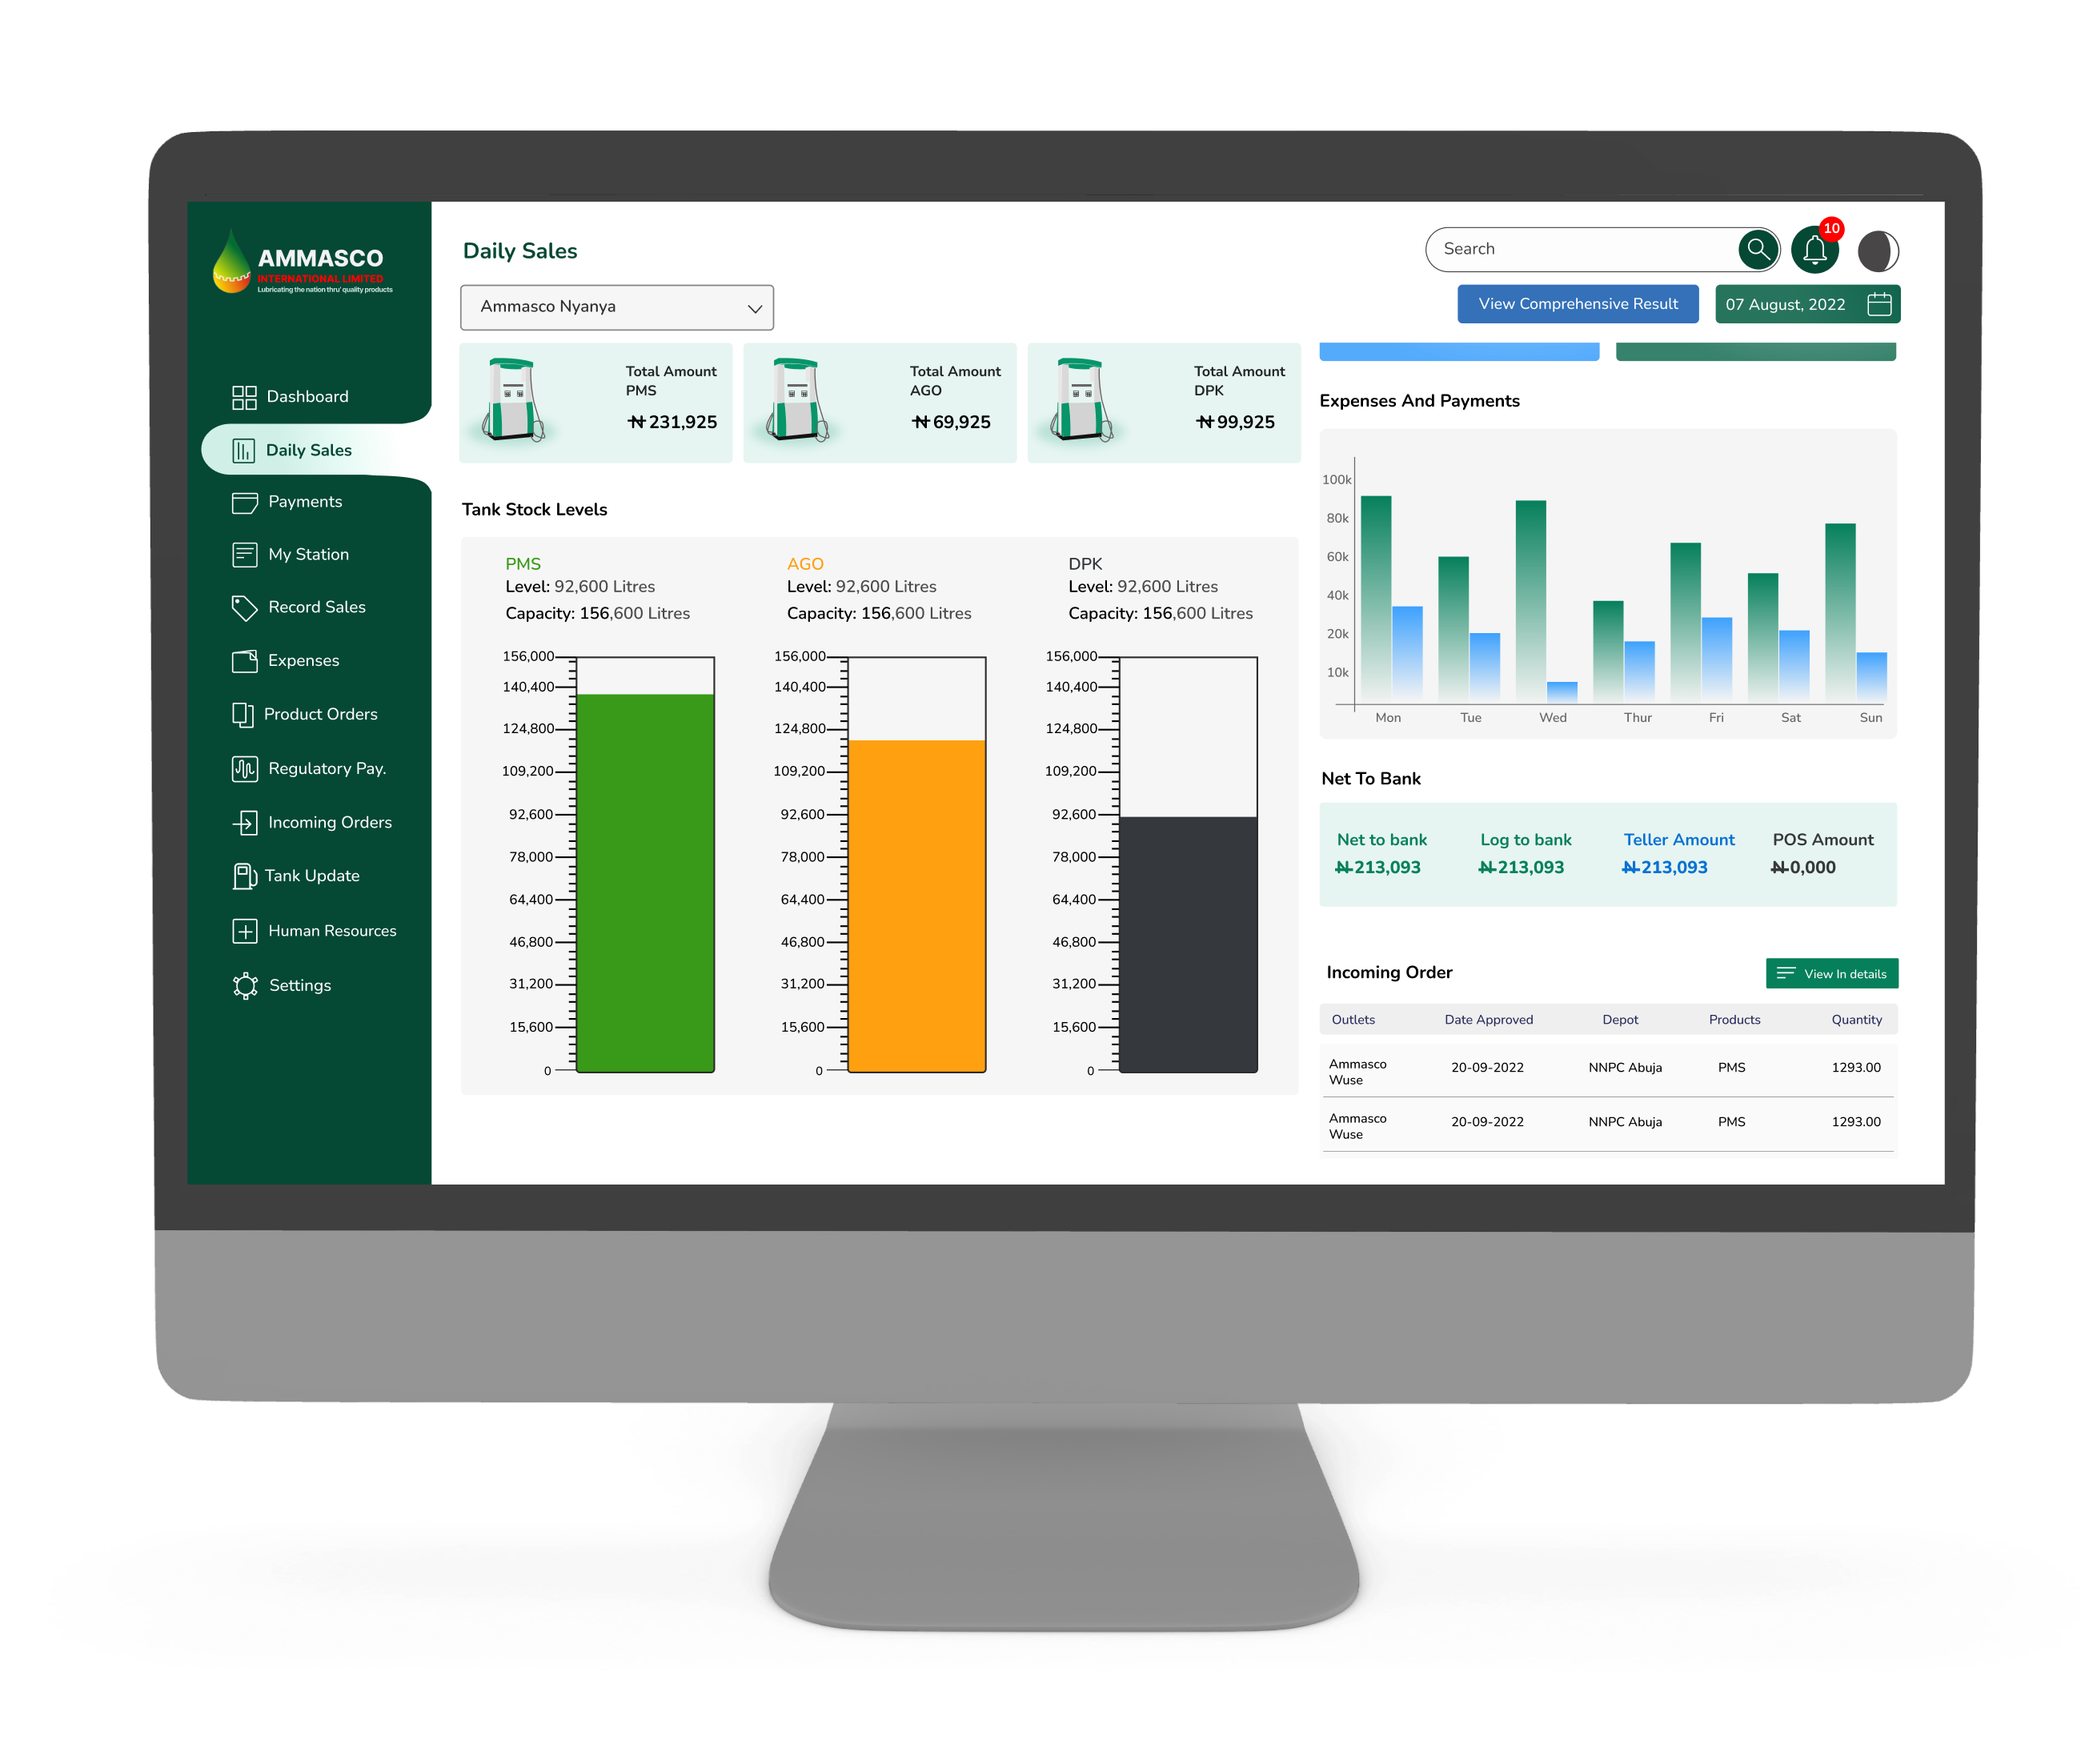 AMMASCO
INTERNATIONAL LIMITED
Lubricating the nation thru' quality products
Dashboard
Daily Sales
Payments
My Station
Record Sales
Expenses
Product Orders
Regulatory Pay.
Incoming Orders
Tank Update
Human Resources
Settings
Daily Sales
Search
10
Ammasco Nyanya
View Comprehensive Result
07 August, 2022
Total Amount
PMS
₦231,925
Total Amount
AGO
₦69,925
Total Amount
DPK
₦99,925
Tank Stock Levels
PMS
Level: 92,600 Litres
Capacity: 156,600 Litres
156,000
140,400
124,800
109,200
92,600
78,000
64,400
46,800
31,200
15,600
0
AGO
Level: 92,600 Litres
Capacity: 156,600 Litres
156,000
140,400
124,800
109,200
92,600
78,000
64,400
46,800
31,200
15,600
0
DPK
Level: 92,600 Litres
Capacity: 156,600 Litres
156,000
140,400
124,800
109,200
92,600
78,000
64,400
46,800
31,200
15,600
0
Expenses And Payments
100k
80k
60k
40k
20k
10k
Mon Tue Wed Thur Fri Sat Sun
Net To Bank
Net to bank Log to bank Teller Amount POS Amount
₦213,093 ₦213,093 ₦213,093 ₦0,000
Incoming Order
View In details
Outlets Date Approved Depot Products Quantity
Ammasco
Wuse
20-09-2022 NNPC Abuja PMS 1293.00
Ammasco
Wuse
20-09-2022 NNPC Abuja PMS 1293.00